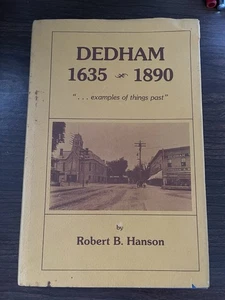 DEDHAM
1635 - 1890
"... examples of things past"
by
Robert B. Hanson